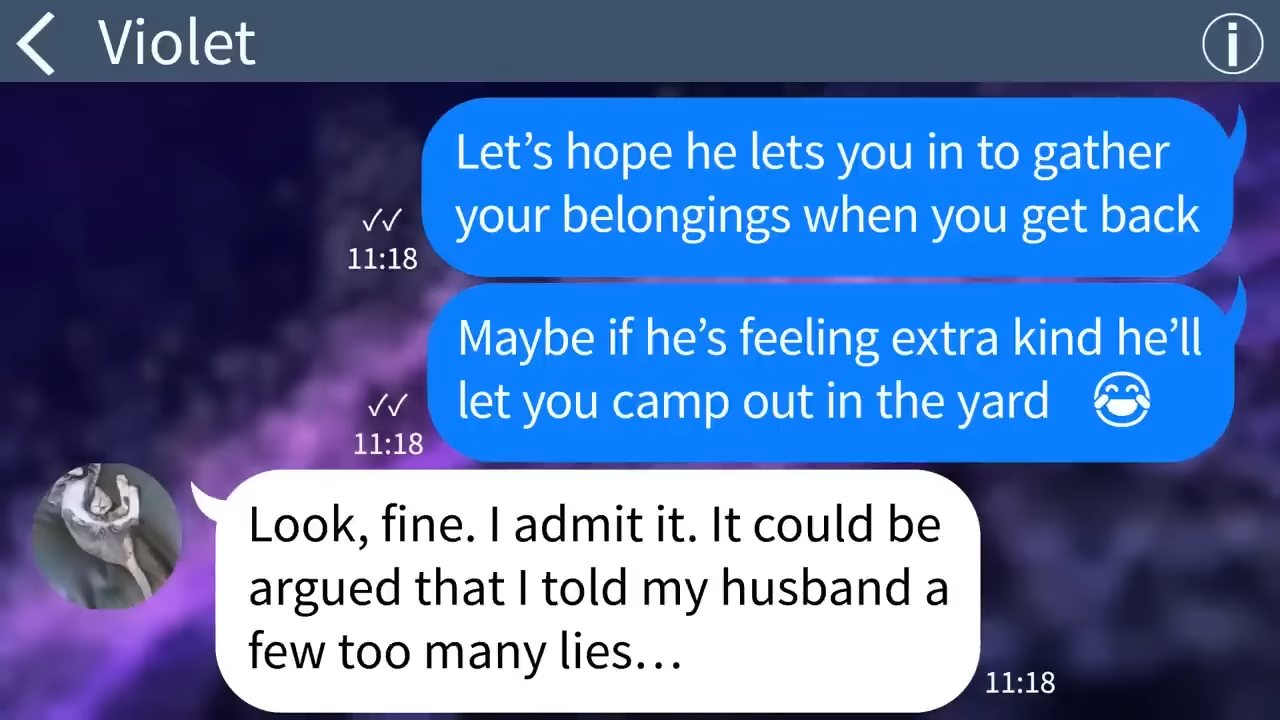 Violet
Let’s hope he lets you in to gather
your belongings when you get back
✓✓
11:18
Maybe if he’s feeling extra kind he’ll
let you camp out in the yard 😂
✓✓
11:18
Look, fine. I admit it. It could be
argued that I told my husband a
few too many lies…
11:18